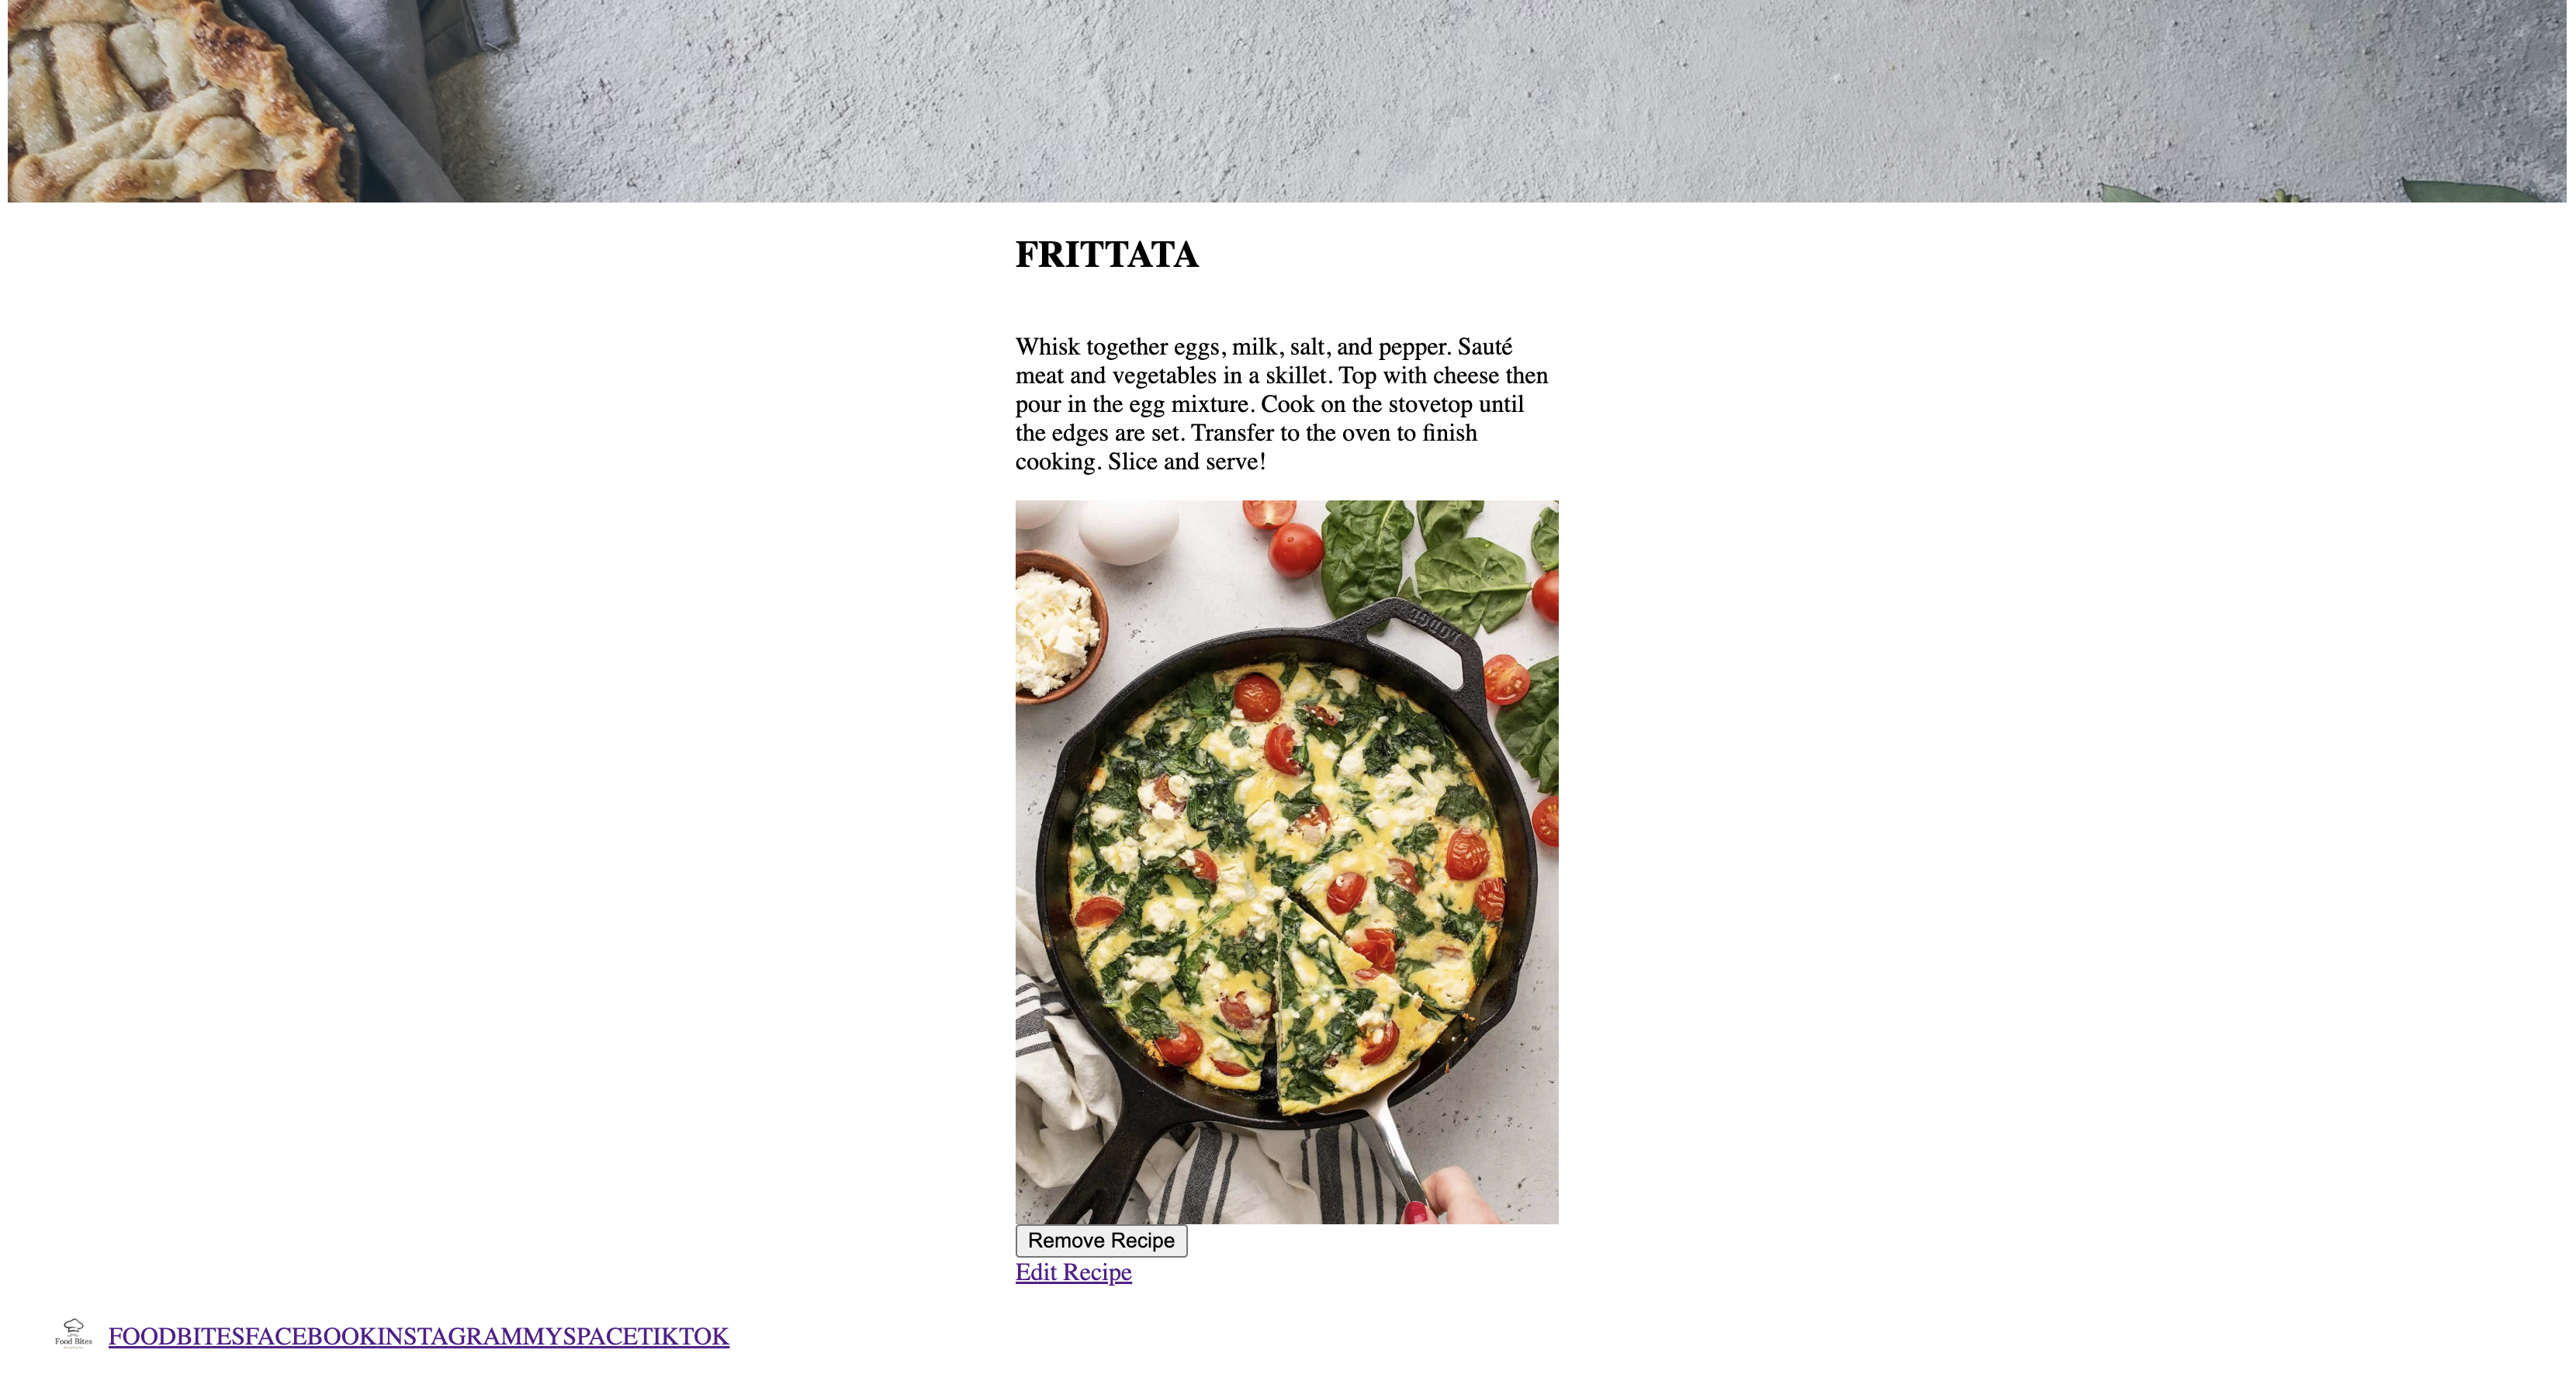 FRITTATA
Whisk together eggs, milk, salt, and pepper. Sauté
meat and vegetables in a skillet. Top with cheese then
pour in the egg mixture. Cook on the stovetop until
the edges are set. Transfer to the oven to finish
cooking. Slice and serve!
LODGE
Remove Recipe
Edit Recipe
Food Bites
FOODBITESFACEBOOKINSTAGRAMMYSPACETIKTOK